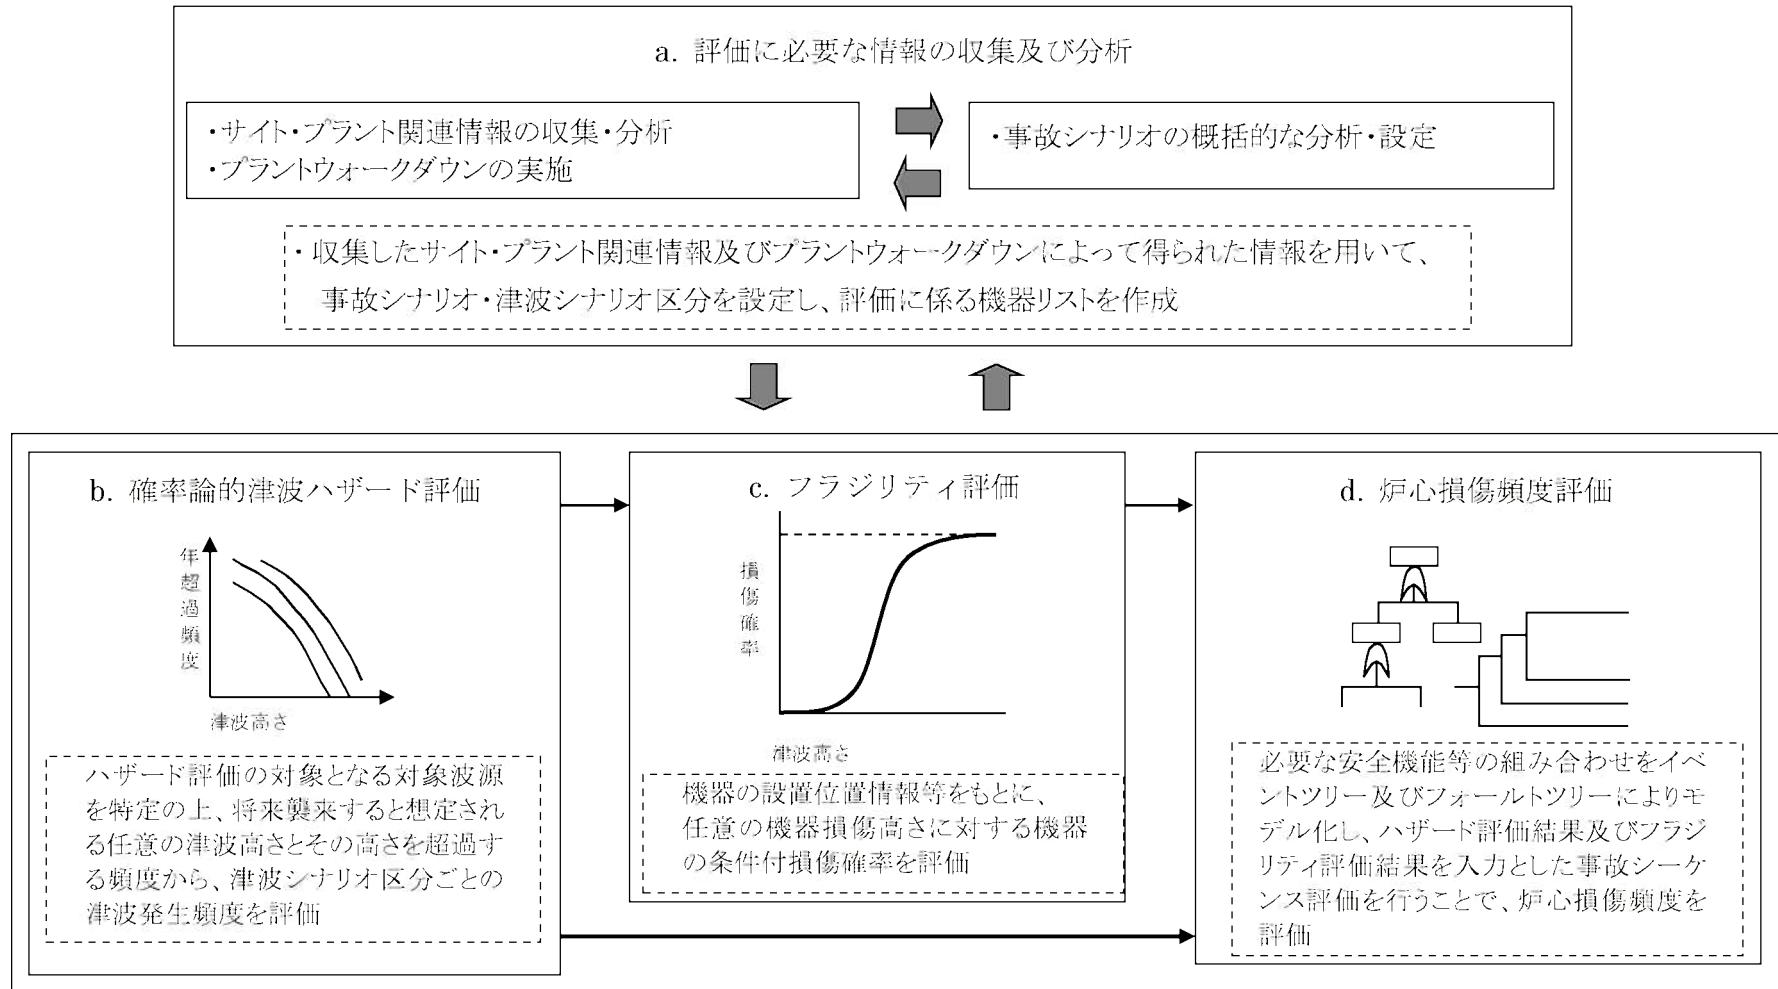 a. 評価に必要な情報の収集及び分析
・サイト・プラント関連情報の収集・分析
・プラントウォークダウンの実施
・事故シナリオの概括的な分析・設定
・収集したサイト・プラント関連情報及びプラントウォークダウンによって得られた情報を用いて、
事故シナリオ・津波シナリオ区分を設定し、評価に係る機器リストを作成
b. 確率論的津波ハザード評価
年超過頻度
津波高さ
ハザード評価の対象となる対象波源
を特定の上、将来襲来すると想定され
る任意の津波高さとその高さを超過す
る頻度から、津波シナリオ区分ごとの
津波発生頻度を評価
c. フラジリティ評価
損傷確率
津波高さ
機器の設置位置情報等をもとに、
任意の機器損傷高さに対する機器
の条件付損傷確率を評価
d. 炉心損傷頻度評価
必要な安全機能等の組み合わせをイベ
ントツリー及びフォールトツリーによりモ
デル化し、ハザード評価結果及びフラジ
リティ評価結果を入力とした事故シーケ
ンス評価を行うことで、炉心損傷頻度を
評価